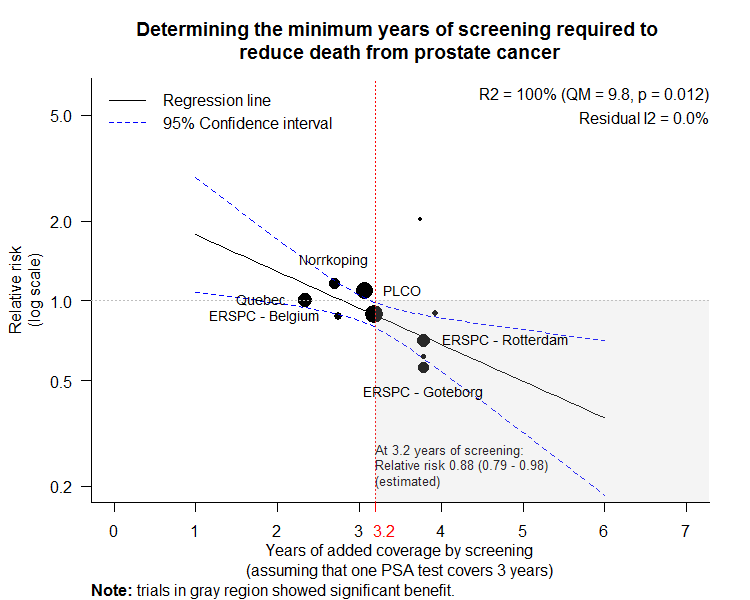 Determining the minimum years of screening required to
reduce death from prostate cancer
Regression line
95% Confidence interval
R2 = 100% (QM = 9.8, p = 0.012)
Residual I2 = 0.0%
Relative risk
(log scale)
5.0
2.0
1.0
0.5
0.2
Norrkoping
PLCO
Quebec
ERSPC - Belgium
ERSPC - Rotterdam
ERSPC - Goteborg
At 3.2 years of screening:
Relative risk 0.88 (0.79 - 0.98)
(estimated)
0 1 2 3 3.2 4 5 6 7
Years of added coverage by screening
(assuming that one PSA test covers 3 years)
Note: trials in gray region showed significant benefit.